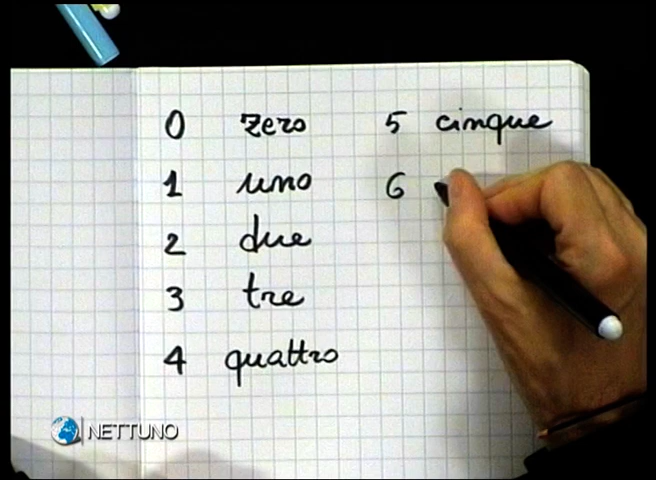 0 zero
1 uno
2 due
3 tre
4 quattro
5 cinque
6
NETTUNO